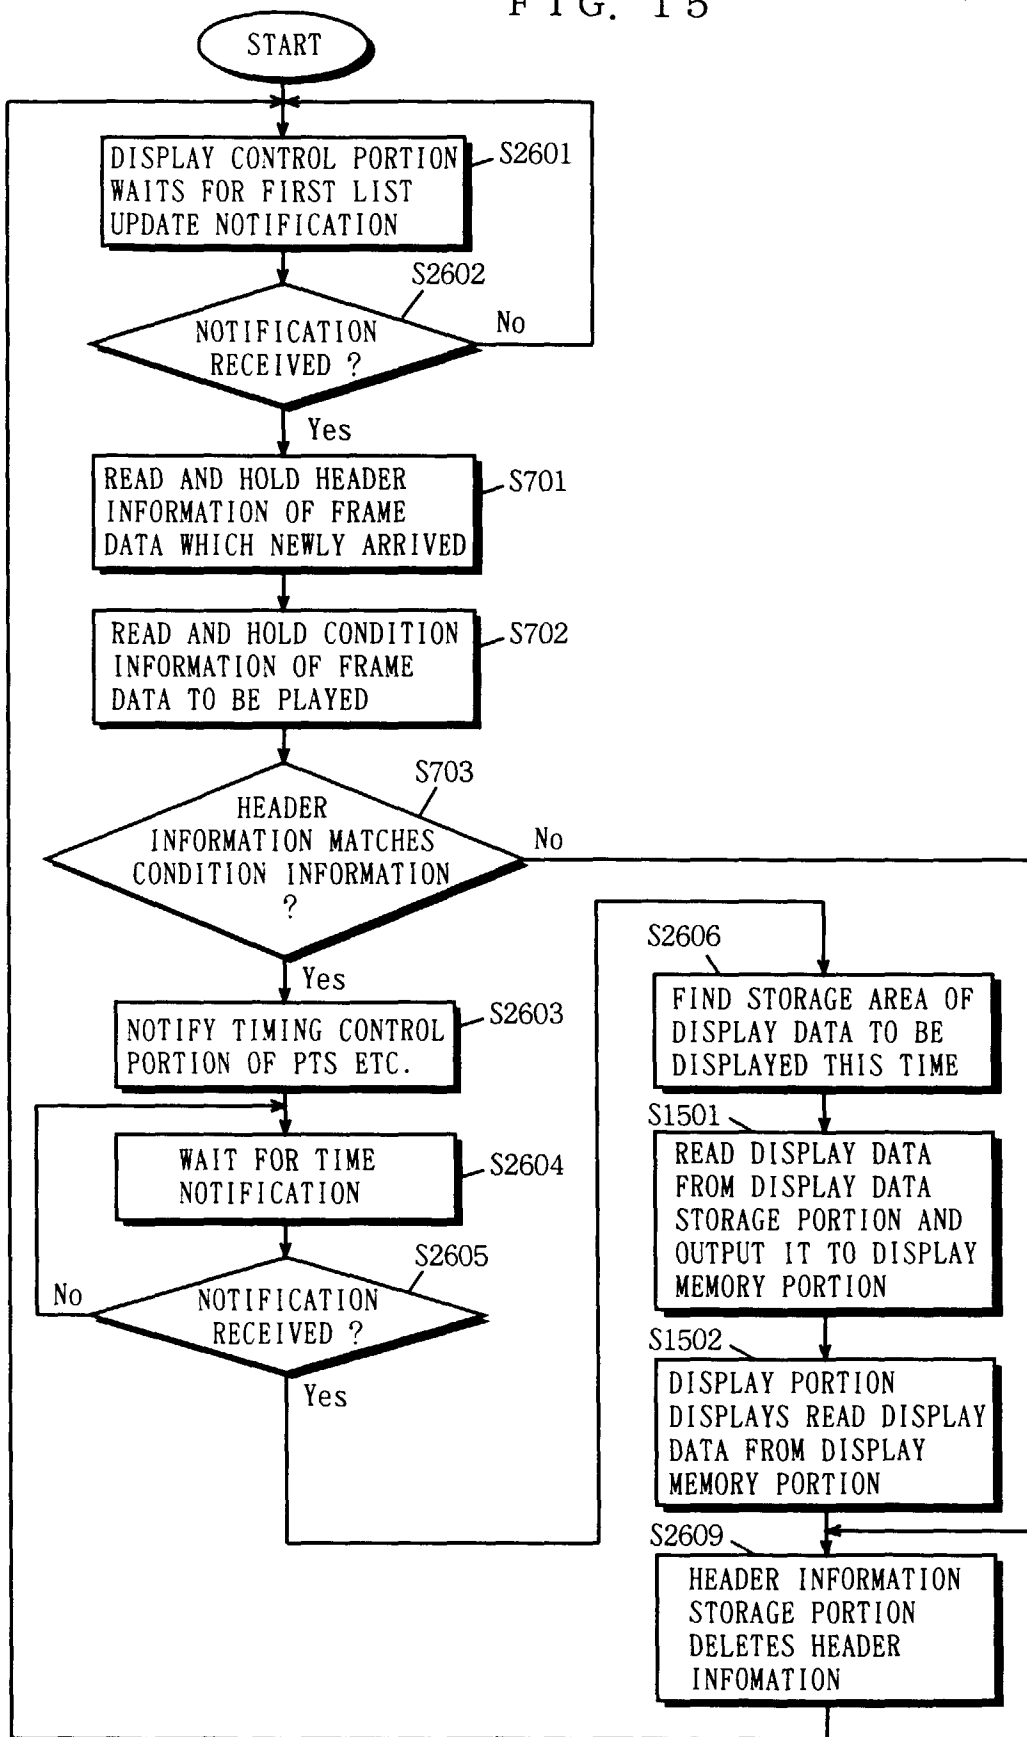 FIG. 15
START
DISPLAY CONTROL PORTION
WAITS FOR FIRST LIST
UPDATE NOTIFICATION
S2601
S2602
NOTIFICATION
RECEIVED ?
No
Yes
READ AND HOLD HEADER
INFORMATION OF FRAME
DATA WHICH NEWLY ARRIVED
S701
READ AND HOLD CONDITION
INFORMATION OF FRAME
DATA TO BE PLAYED
S702
S703
HEADER
INFORMATION MATCHES
CONDITION INFORMATION
?
No
Yes
NOTIFY TIMING CONTROL
PORTION OF PTS ETC.
S2603
WAIT FOR TIME
NOTIFICATION
S2604
S2605
NOTIFICATION
RECEIVED ?
No
Yes
S2606
FIND STORAGE AREA OF
DISPLAY DATA TO BE
DISPLAYED THIS TIME
S1501
READ DISPLAY DATA
FROM DISPLAY DATA
STORAGE PORTION AND
OUTPUT IT TO DISPLAY
MEMORY PORTION
S1502
DISPLAY PORTION
DISPLAYS READ DISPLAY
DATA FROM DISPLAY
MEMORY PORTION
S2609
HEADER INFORMATION
STORAGE PORTION
DELETES HEADER
INFOMATION